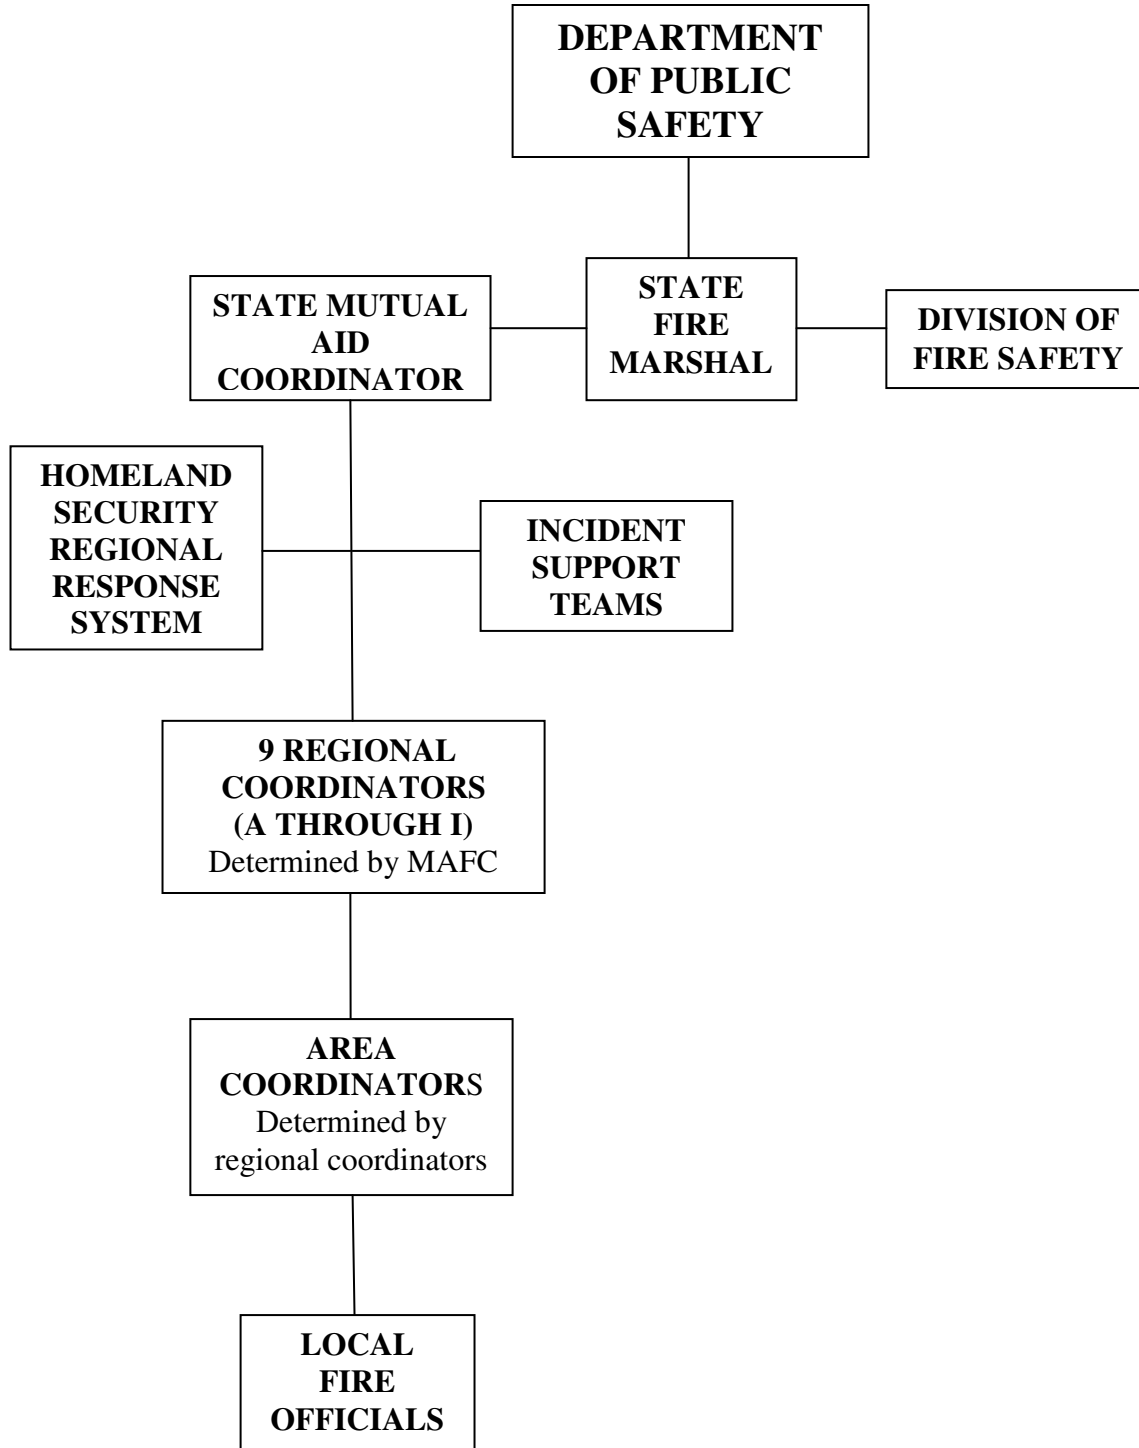 DEPARTMENT
OF PUBLIC
SAFETY
STATE MUTUAL
AID
COORDINATOR
STATE
FIRE
MARSHAL
DIVISION OF
FIRE SAFETY
HOMELAND
SECURITY
REGIONAL
RESPONSE
SYSTEM
INCIDENT
SUPPORT
TEAMS
9 REGIONAL
COORDINATORS
(A THROUGH I)
Determined by MAFC
AREA
COORDINATORS
Determined by
regional coordinators
LOCAL
FIRE
OFFICIALS